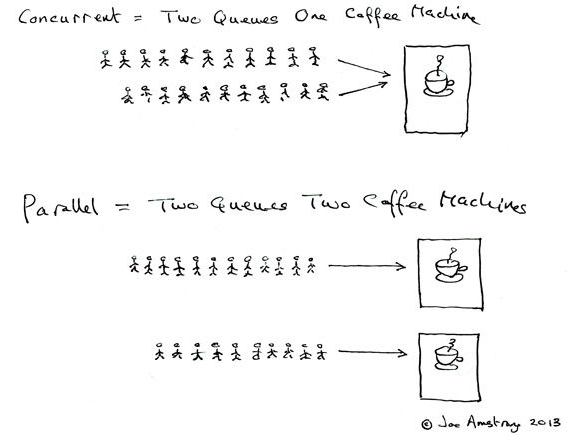 Concurrent = Two Queues One Coffee Machine
Parallel = Two Queues Two Coffee Machines
© Joe Armstrong 2013